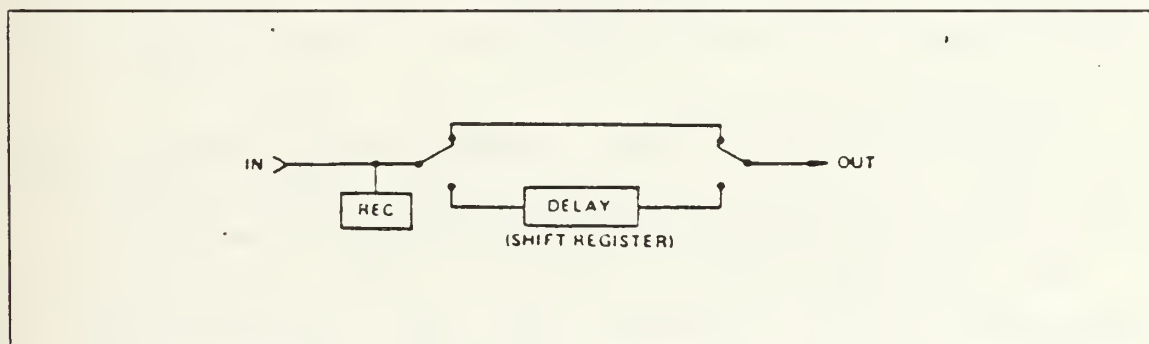 IN
OUT
REC
DELAY
(SHIFT REGISTER)